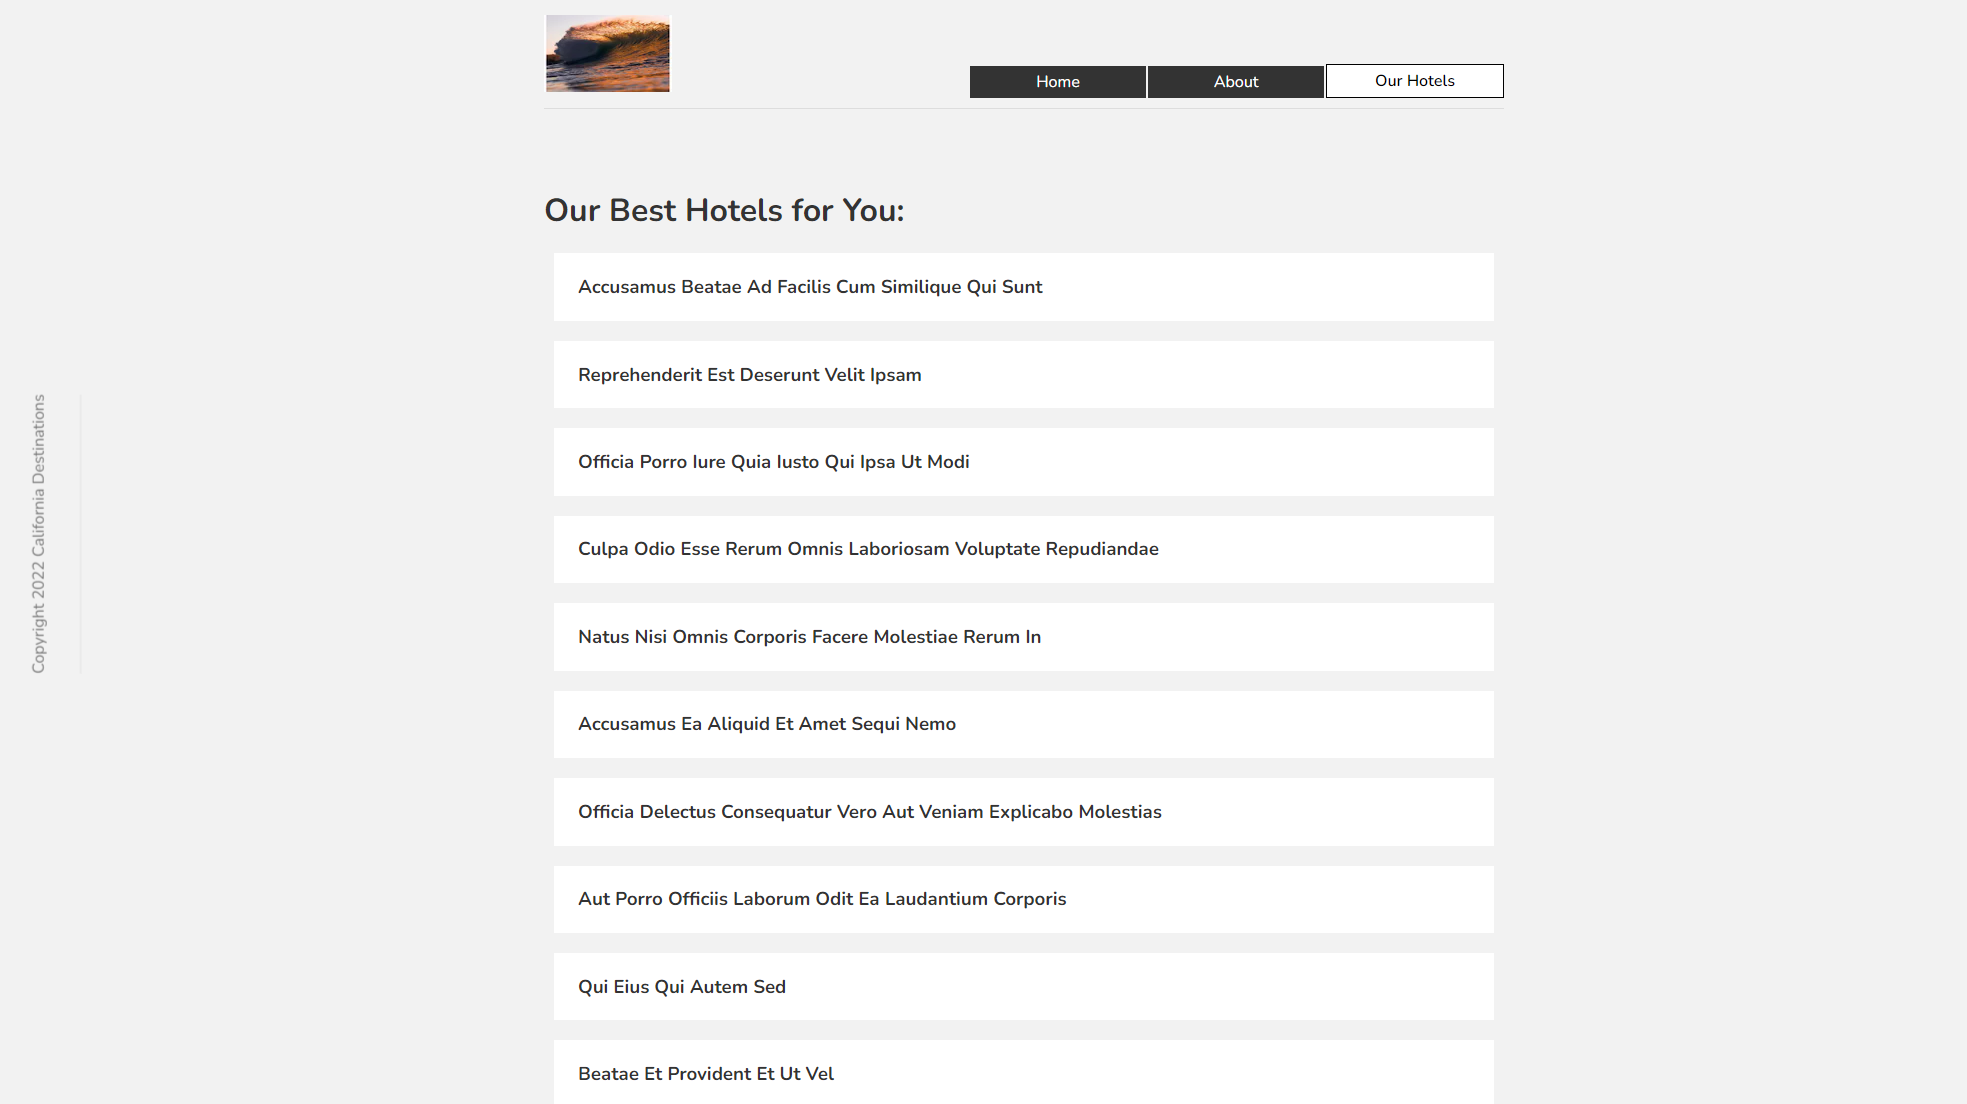 Home
About
Our Hotels
Our Best Hotels for You:
Accusamus Beatae Ad Facilis Cum Similique Qui Sunt
Reprehenderit Est Deserunt Velit Ipsam
Officia Porro Iure Quia Iusto Qui Ipsa Ut Modi
Culpa Odio Esse Rerum Omnis Laboriosam Voluptate Repudiandae
Natus Nisi Omnis Corporis Facere Molestiae Rerum In
Accusamus Ea Aliquid Et Amet Sequi Nemo
Officia Delectus Consequatur Vero Aut Veniam Explicabo Molestias
Aut Porro Officiis Laborum Odit Ea Laudantium Corporis
Qui Eius Qui Autem Sed
Beatae Et Provident Et Ut Vel
Copyright 2022 California Destinations